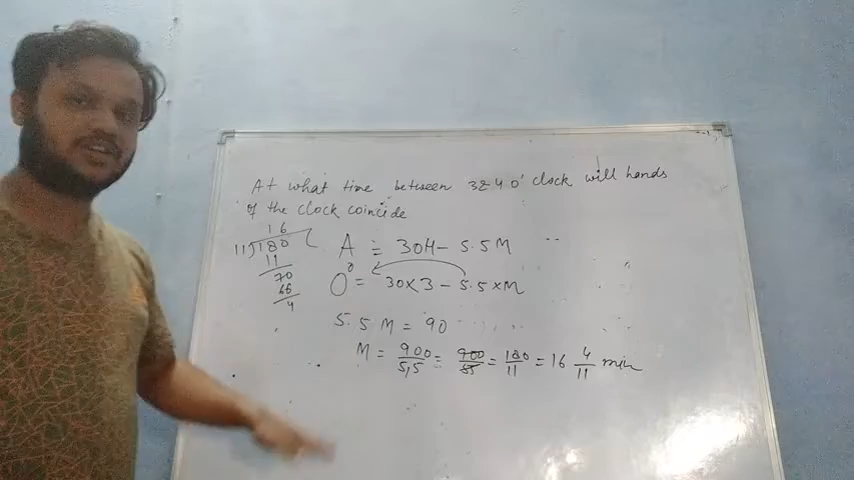 At what time between 3 & 4 O' clock will hands
of the clock coincide
16
11)180
11
70
66
4
A = 30H - 5.5M
0° = 30×3 - 5.5×M
5.5M = 90
M = 900/5,5 = 900/55 = 180/11 = 16 4/11 min